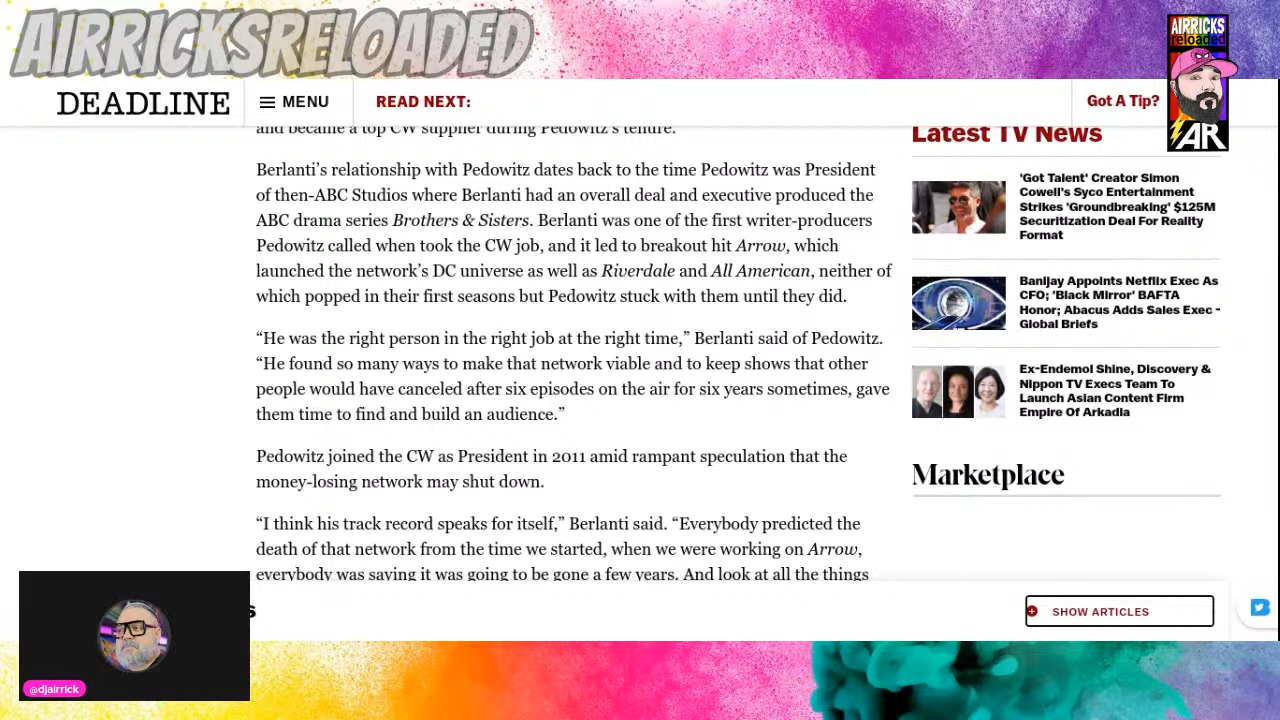 AIRRICKSRELOADED
AIRRICKS
reloaded
AR
DEADLINE
MENU
READ NEXT:
Got A Tip?
and became a top CW supplier during Pedowitz's tenure.
Berlanti’s relationship with Pedowitz dates back to the time Pedowitz was President
of then-ABC Studios where Berlanti had an overall deal and executive produced the
ABC drama series Brothers & Sisters. Berlanti was one of the first writer-producers
Pedowitz called when took the CW job, and it led to breakout hit Arrow, which
launched the network’s DC universe as well as Riverdale and All American, neither of
which popped in their first seasons but Pedowitz stuck with them until they did.
“He was the right person in the right job at the right time,” Berlanti said of Pedowitz.
“He found so many ways to make that network viable and to keep shows that other
people would have canceled after six episodes on the air for six years sometimes, gave
them time to find and build an audience.”
Pedowitz joined the CW as President in 2011 amid rampant speculation that the
money-losing network may shut down.
“I think his track record speaks for itself,” Berlanti said. “Everybody predicted the
death of that network from the time we started, when we were working on Arrow,
everybody was saying it was going to be gone a few years. And look at all the things
Latest TV News
'Got Talent' Creator Simon
Cowell's Syco Entertainment
Strikes 'Groundbreaking' $125M
Securitization Deal For Reality
Format
Banijay Appoints Netflix Exec As
CFO; 'Black Mirror' BAFTA
Honor; Abacus Adds Sales Exec -
Global Briefs
Ex-Endemol Shine, Discovery &
Nippon TV Execs Team To
Launch Asian Content Firm
Empire Of Arkadia
Marketplace
s
SHOW ARTICLES
@djairrick